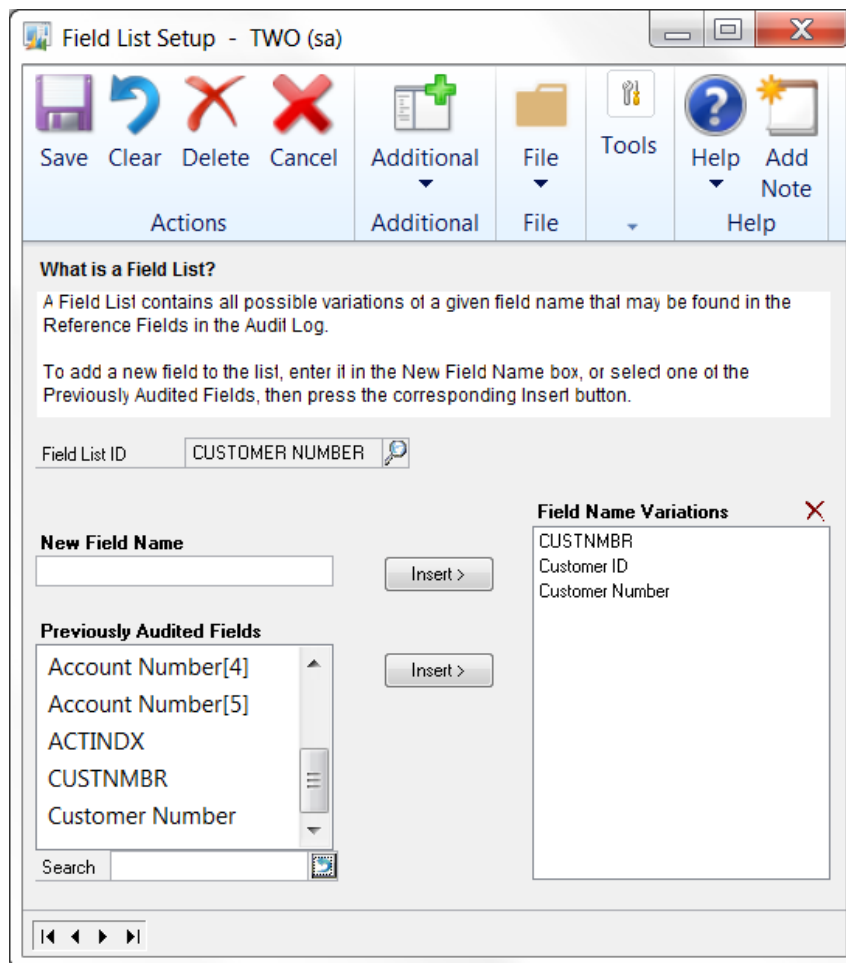 Field List Setup - TWO (sa)
Save Clear Delete Cancel Additional File Tools Help Add Note
Actions Additional File Help
What is a Field List?
A Field List contains all possible variations of a given field name that may be found in the
Reference Fields in the Audit Log.
To add a new field to the list, enter it in the New Field Name box, or select one of the
Previously Audited Fields, then press the corresponding Insert button.
Field List ID CUSTOMER NUMBER
Field Name Variations
CUSTNMBR
Customer ID
Customer Number
New Field Name
Insert >
Previously Audited Fields
Insert >
Account Number[4]
Account Number[5]
ACTINDX
CUSTNMBR
Customer Number
Search